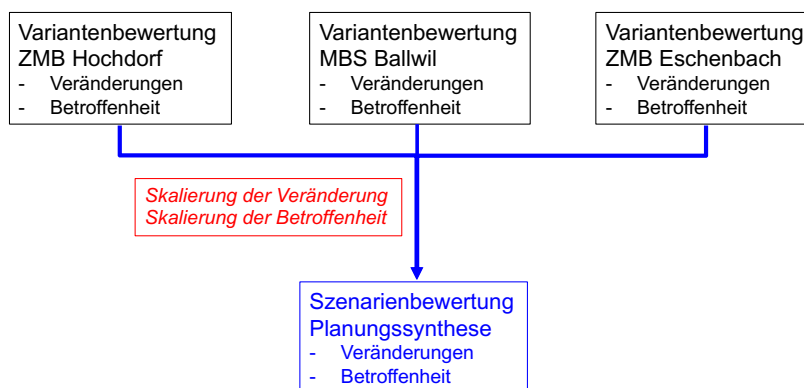 Variantenbewertung
ZMB Hochdorf
- Veränderungen
- Betroffenheit
Variantenbewertung
MBS Ballwil
- Veränderungen
- Betroffenheit
Variantenbewertung
ZMB Eschenbach
- Veränderungen
- Betroffenheit
Skalierung der Veränderung
Skalierung der Betroffenheit
Szenarienbewertung
Planungssynthese
- Veränderungen
- Betroffenheit